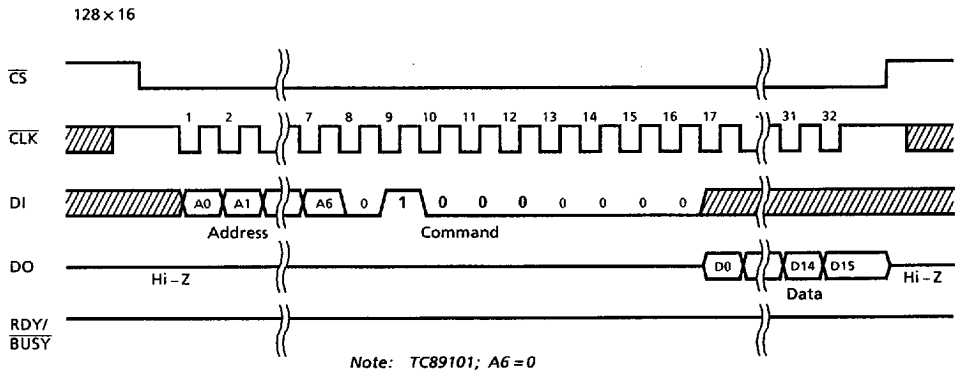 128 × 16
CS
CLK
1 2 7 8 9 10 11 12 13 14 15 16 17 31 32
DI
A0 A1 A6 0 1 0 0 0 0 0 0 0
Address Command
DO
Hi-Z D0 D14 D15 Hi-Z
Data
RDY/
BUSY
Note: TC89101; A6 = 0